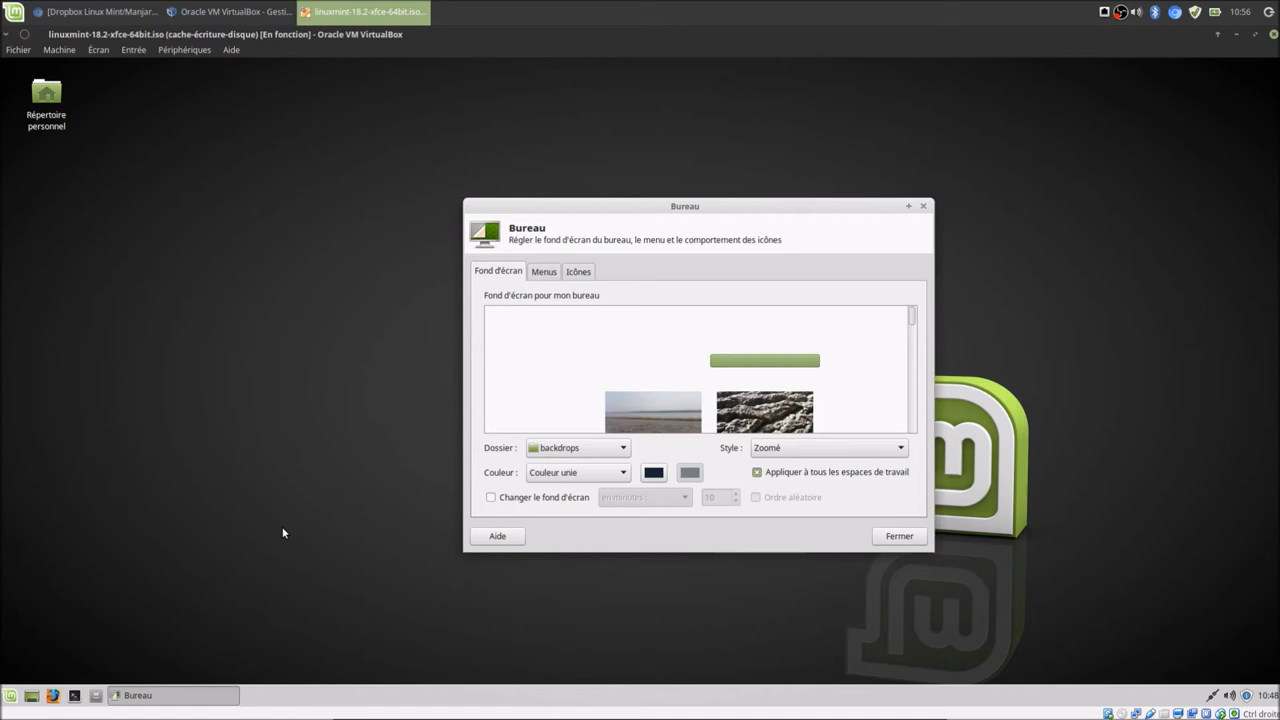 [Dropbox Linux Mint/Manjar...
Oracle VM VirtualBox - Gesti...
linuxmint-18.2-xfce-64bit.iso...
10:56
linuxmint-18.2-xfce-64bit.iso (cache-écriture-disque) [En fonction] - Oracle VM VirtualBox
Fichier Machine Écran Entrée Périphériques Aide
Répertoire
personnel
Bureau
Bureau
Régler le fond d'écran du bureau, le menu et le comportement des icônes
Fond d'écran Menus Icônes
Fond d'écran pour mon bureau
Dossier : backdrops Style : Zoomé
Couleur : Couleur unie Appliquer à tous les espaces de travail
Changer le fond d'écran en minutes : 10 Ordre aléatoire
Aide Fermer
Bureau
10:48
Ctrl droite